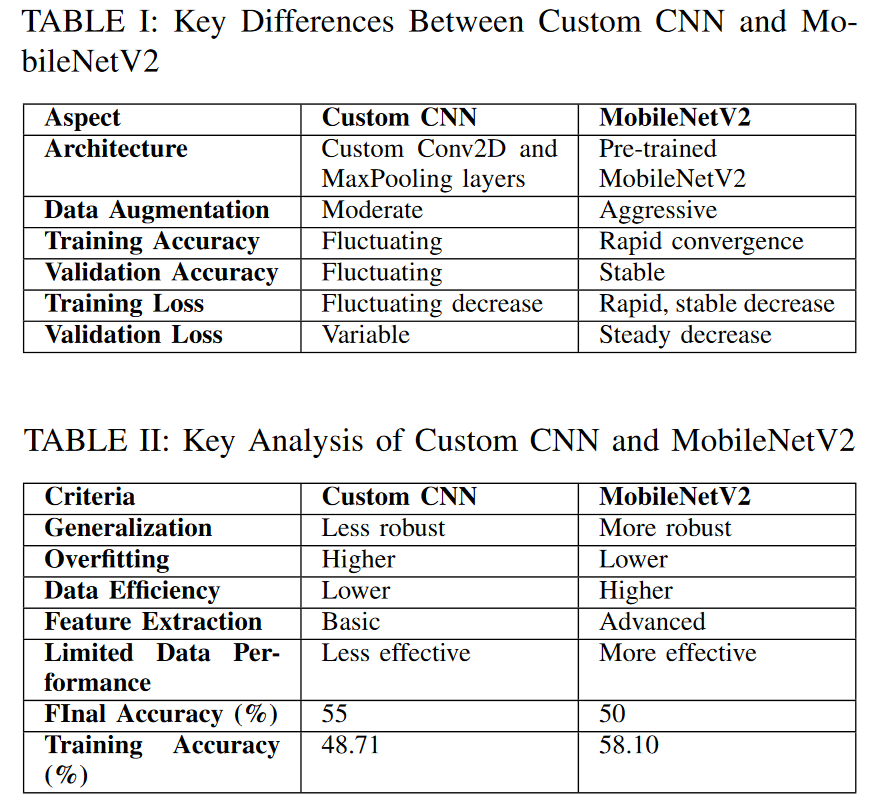 TABLE I: Key Differences Between Custom CNN and Mo-
bileNetV2
Aspect Custom CNN MobileNetV2
Architecture Custom Conv2D and Pre-trained
MaxPooling layers MobileNetV2
Data Augmentation Moderate Aggressive
Training Accuracy Fluctuating Rapid convergence
Validation Accuracy Fluctuating Stable
Training Loss Fluctuating decrease Rapid, stable decrease
Validation Loss Variable Steady decrease
TABLE II: Key Analysis of Custom CNN and MobileNetV2
Criteria Custom CNN MobileNetV2
Generalization Less robust More robust
Overfitting Higher Lower
Data Efficiency Lower Higher
Feature Extraction Basic Advanced
Limited Data Per- Less effective More effective
formance
FInal Accuracy (%) 55 50
Training Accuracy 48.71 58.10
(%)